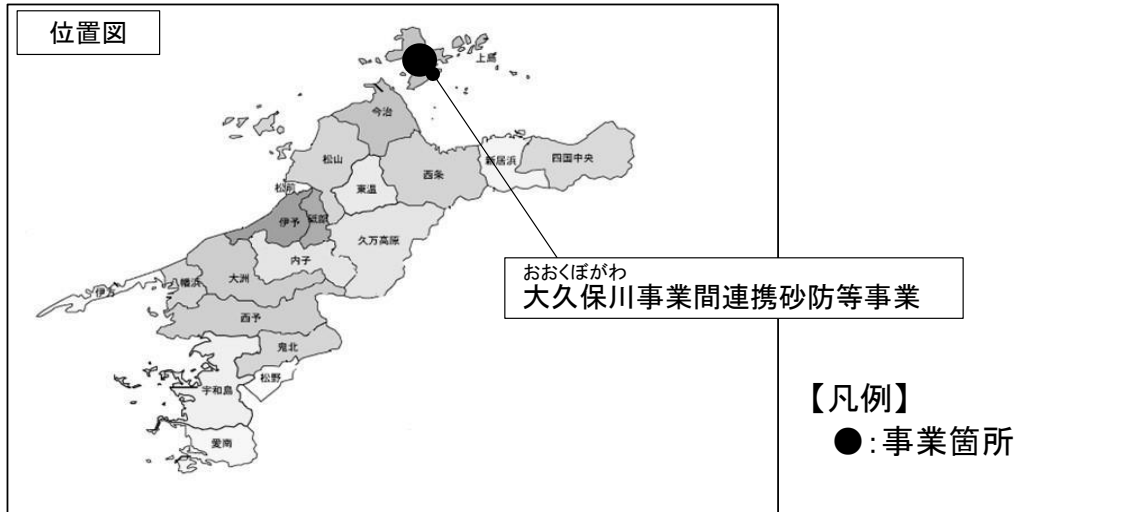 位置図
上島
今治
松山
新居浜
四国中央
西条
東温
松前
伊予
砥部
久万高原
内子
大洲
八幡浜
伊方
西予
鬼北
松野
宇和島
愛南
おおくぼがわ
大久保川事業間連携砂防等事業
【凡例】
●:事業箇所